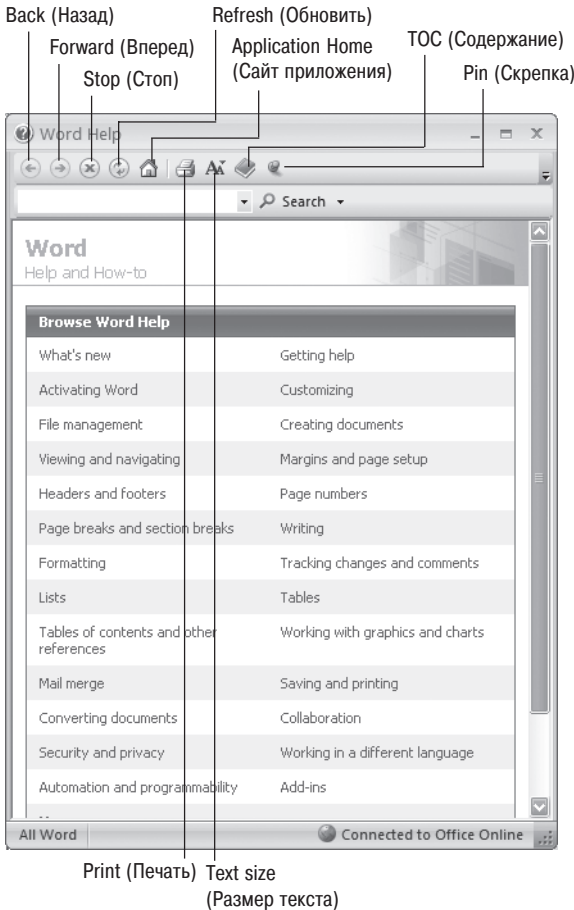 Back (Назад)
Refresh (Обновить)
Forward (Вперед)
Application Home
(Сайт приложения)
TOC (Содержание)
Stop (Стоп)
Pin (Скрепка)
Word Help
Search
Word
Help and How-to
Browse Word Help
What's new
Getting help
Activating Word
Customizing
File management
Creating documents
Viewing and navigating
Margins and page setup
Headers and footers
Page numbers
Page breaks and section breaks
Writing
Formatting
Tracking changes and comments
Lists
Tables
Tables of contents and other
references
Working with graphics and charts
Mail merge
Saving and printing
Converting documents
Collaboration
Security and privacy
Working in a different language
Automation and programmability
Add-ins
All Word
Connected to Office Online
Print (Печать)
Text size
(Размер текста)